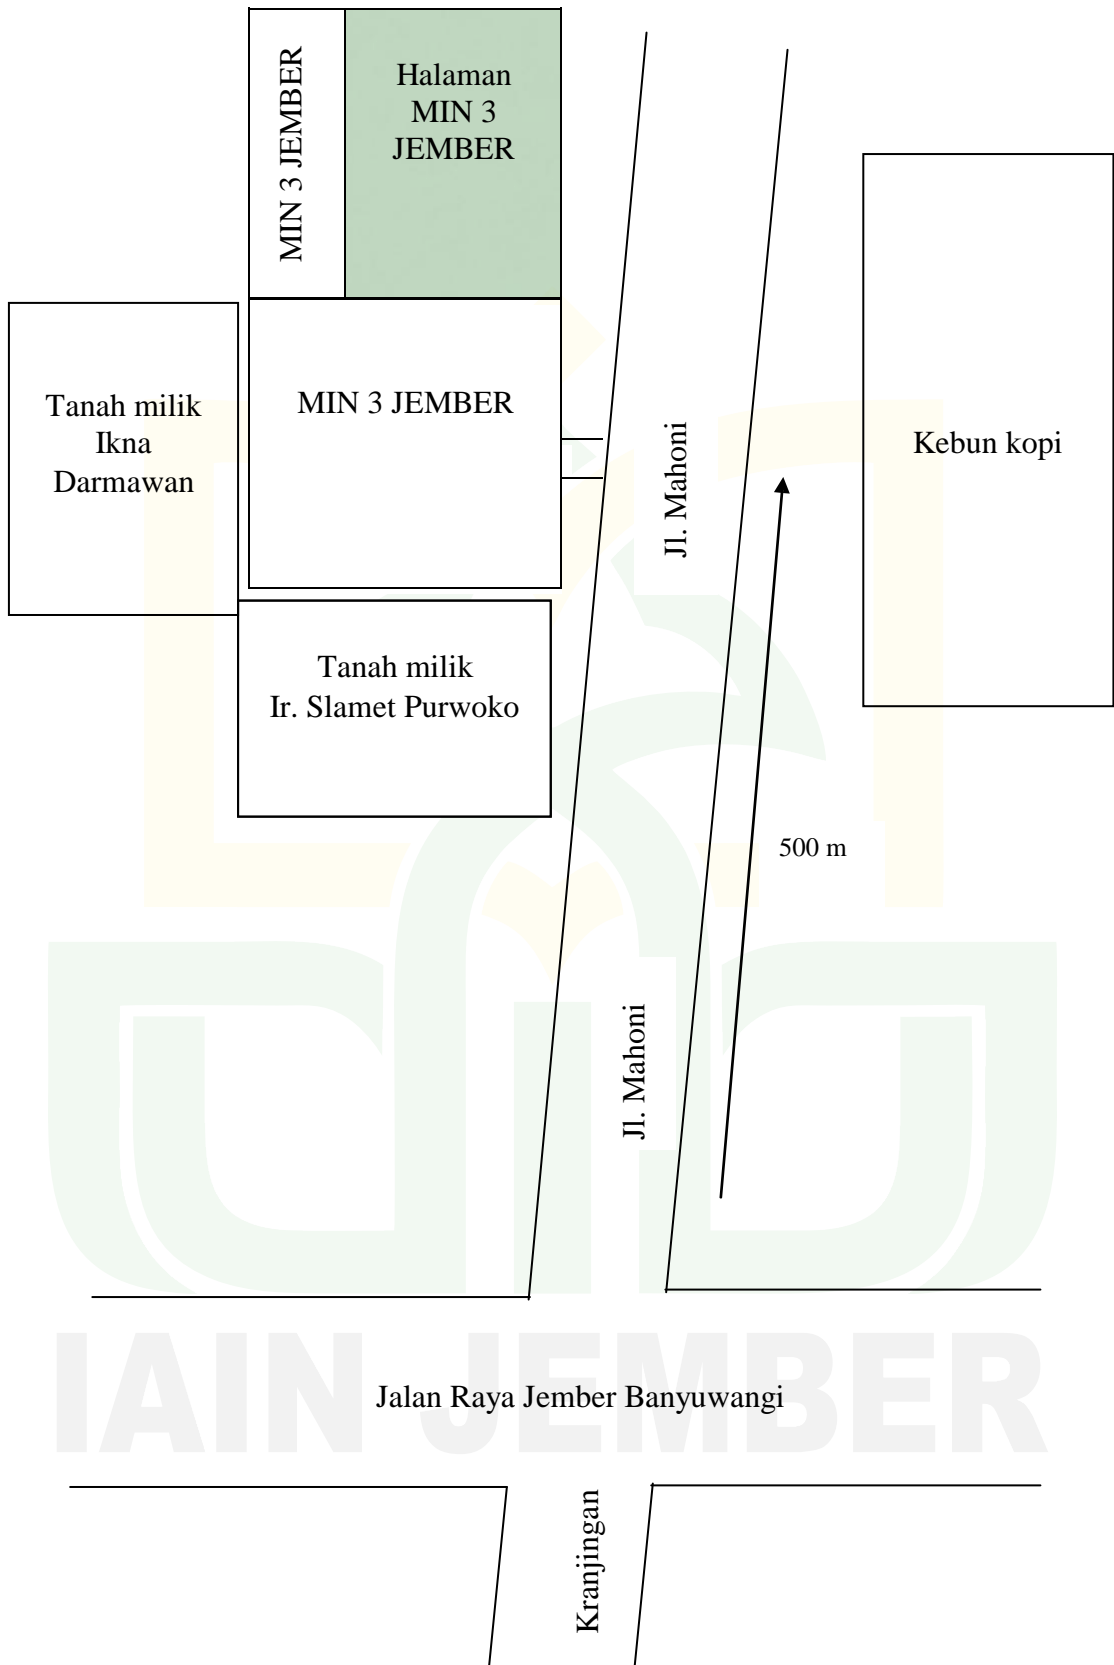 MIN 3 JEMBER
Halaman
MIN 3
JEMBER
Tanah milik
Ikna
Darmawan
MIN 3 JEMBER
Jl. Mahoni
Kebun kopi
Tanah milik
Ir. Slamet Purwoko
500 m
Jl. Mahoni
IAIN JEMBER
Jalan Raya Jember Banyuwangi
Kranjingan